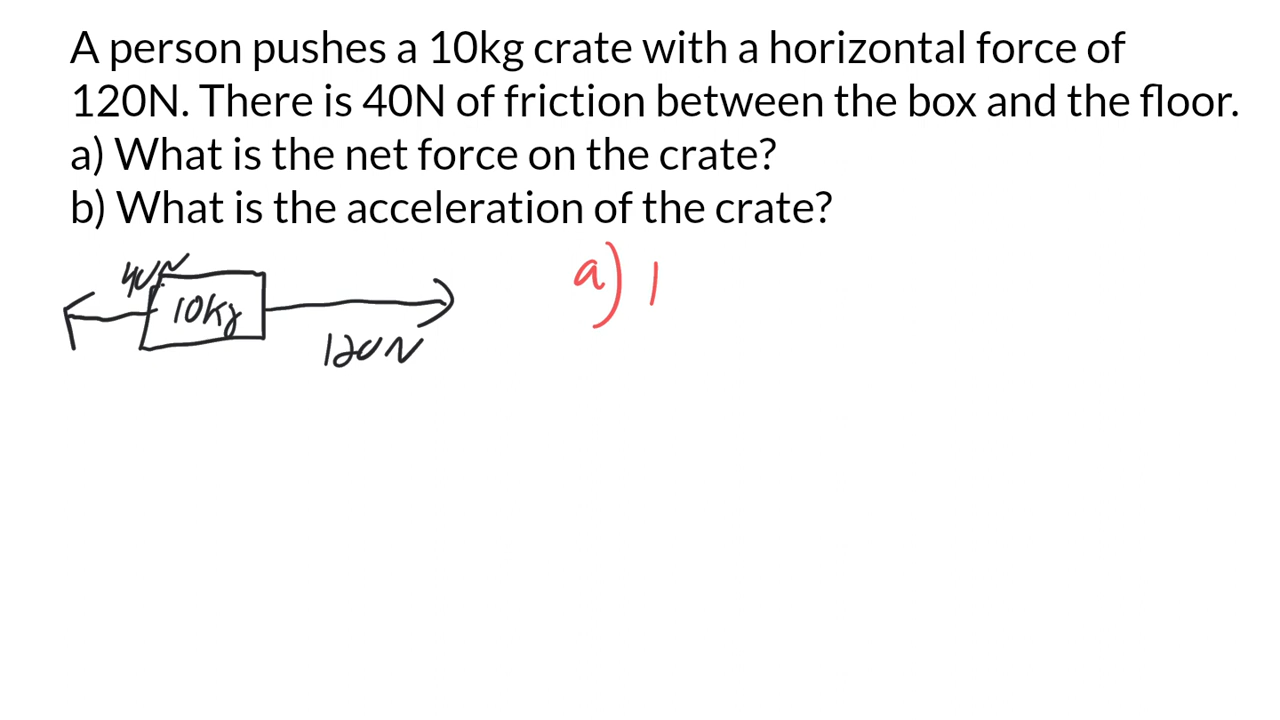 A person pushes a 10kg crate with a horizontal force of
120N. There is 40N of friction between the box and the floor.
a) What is the net force on the crate?
b) What is the acceleration of the crate?
40N
10kg
120N
a) 1